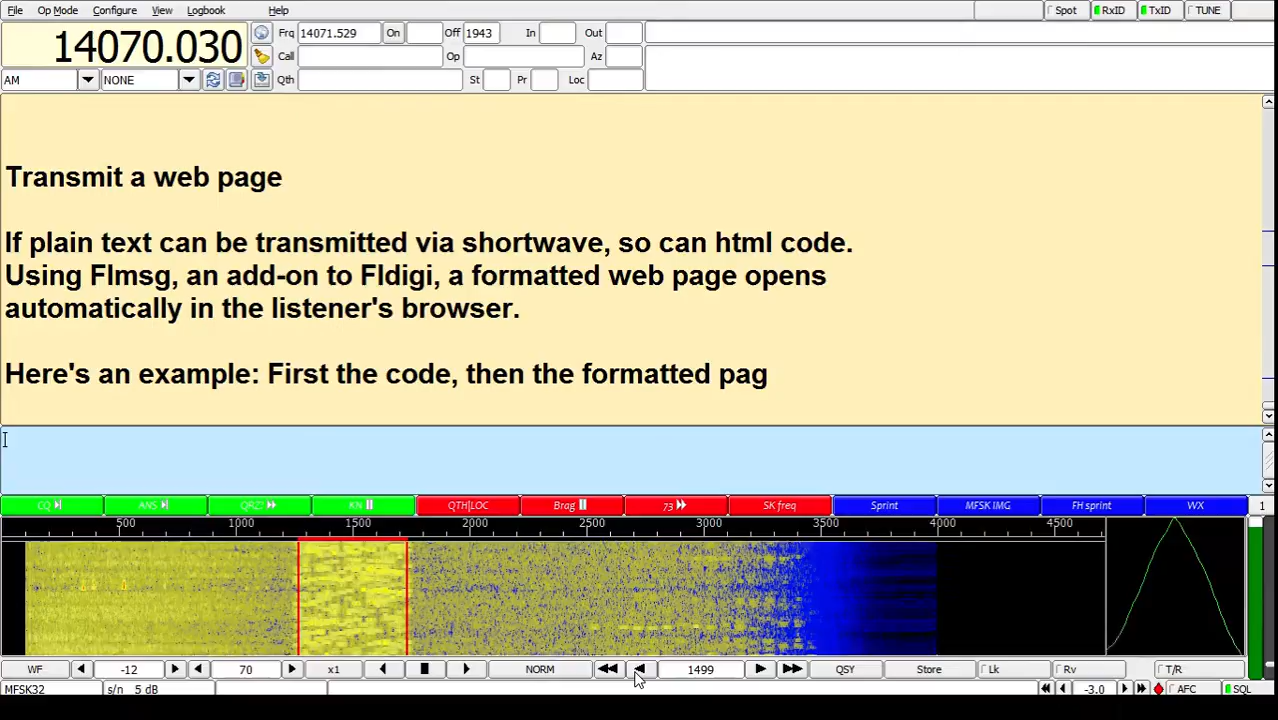 File Op Mode Configure View Logbook Help Spot RxID TxID TUNE
14070.030 Frq 14071.529 On Off 1943 In Out
Call Op Az
AM NONE Qth St Pr Loc
Transmit a web page
If plain text can be transmitted via shortwave, so can html code.
Using Flmsg, an add-on to Fldigi, a formatted web page opens
automatically in the listener's browser.
Here's an example: First the code, then the formatted pag
CQ ANS QRZ! KN QTH|LOC Brag 73 SK freq Sprint MFSK IMG FH sprint WX 1
500 1000 1500 2000 2500 3000 3500 4000 4500
WF -12 70 x1 NORM 1499 QSY Store Lk Rv T/R
MFSK32 s/n 5 dB -3.0 AFC SQL